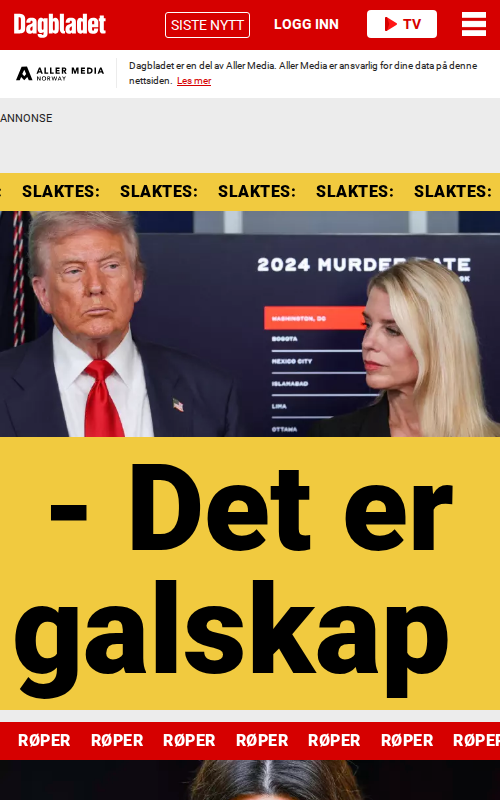 Dagbladet
SISTE NYTT
LOGG INN
TV
ALLER MEDIA
NORWAY
Dagbladet er en del av Aller Media. Aller Media er ansvarlig for dine data på denne
nettsiden. Les mer
ANNONSE
: SLAKTES: SLAKTES: SLAKTES: SLAKTES: SLAKTES:
2024 MURDER RATE
WASHINGTON, DC
BOGOTA
MEXICO CITY
ISLAMABAD
LIMA
OTTAWA
- Det er
galskap
RØPER RØPER RØPER RØPER RØPER RØPER RØPER